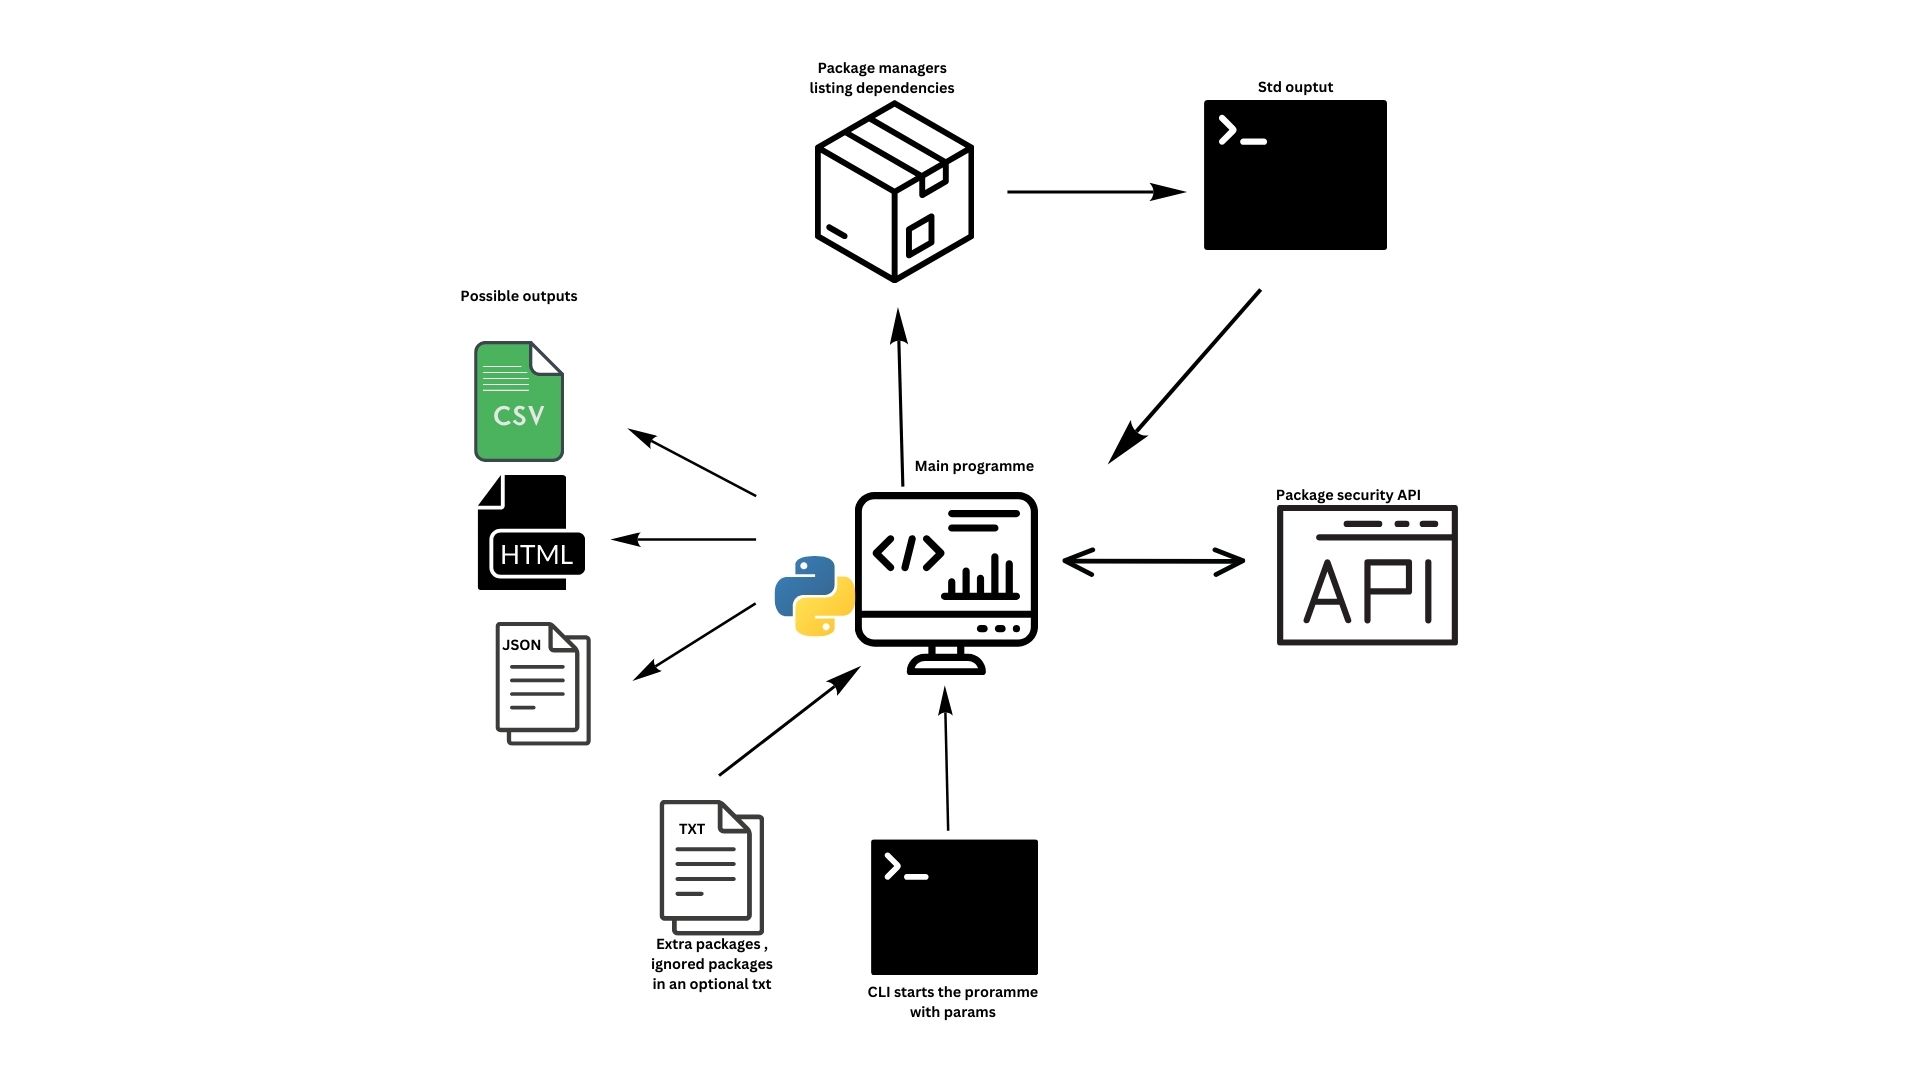 Package managers
listing dependencies
Std ouptut
Possible outputs
CSV
HTML
JSON
Main programme
Package security API
API
TXT
Extra packages ,
ignored packages
in an optional txt
CLI starts the proramme
with params